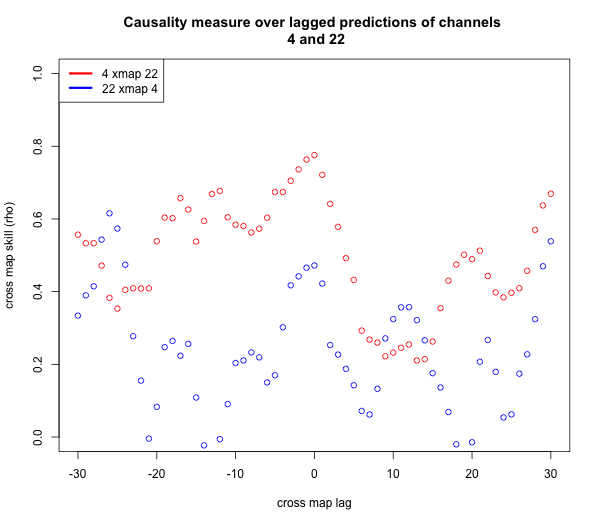 Causality measure over lagged predictions of channels
4 and 22
4 xmap 22
22 xmap 4
cross map skill (rho)
1.0
0.8
0.6
0.4
0.2
0.0
-30
-20
-10
0
10
20
30
cross map lag